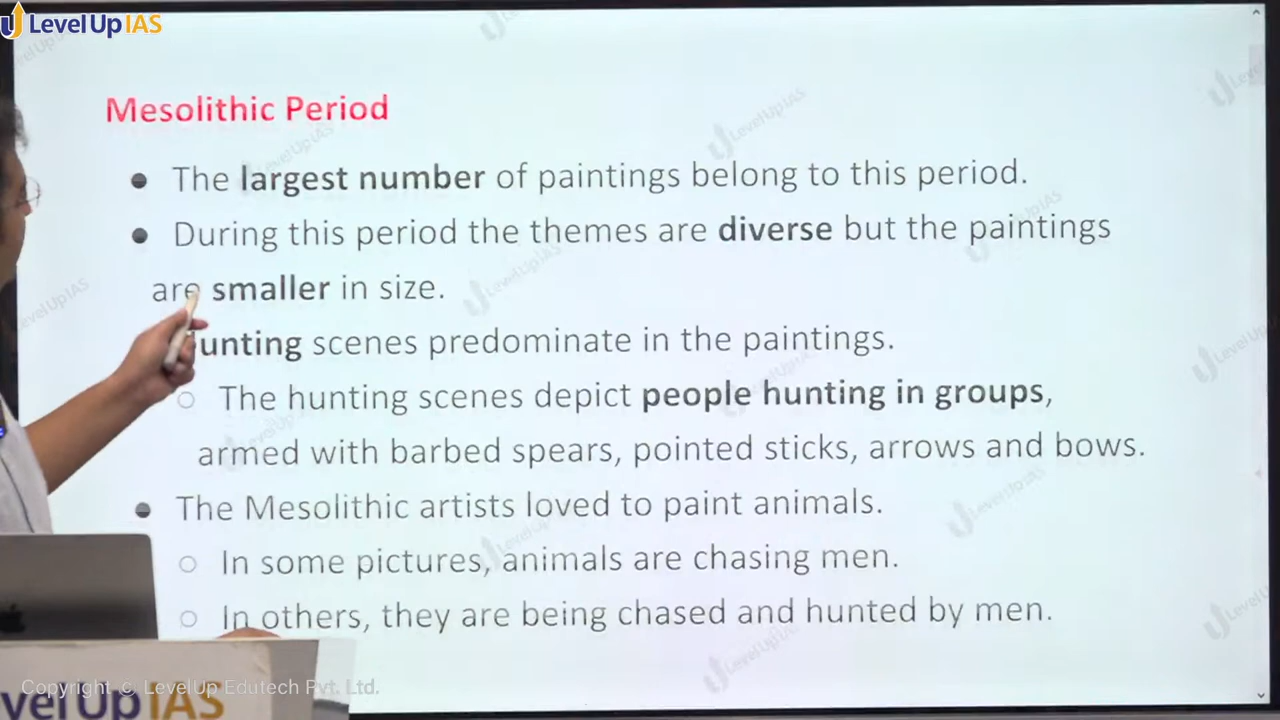 LevelUp IAS
Mesolithic Period
● The largest number of paintings belong to this period.
● During this period the themes are diverse but the paintings
are smaller in size.
unting scenes predominate in the paintings.
○ The hunting scenes depict people hunting in groups,
armed with barbed spears, pointed sticks, arrows and bows.
● The Mesolithic artists loved to paint animals.
○ In some pictures, animals are chasing men.
○ In others, they are being chased and hunted by men.
Copyright © LevelUp Edutech Pvt. Ltd.
velUpIAS